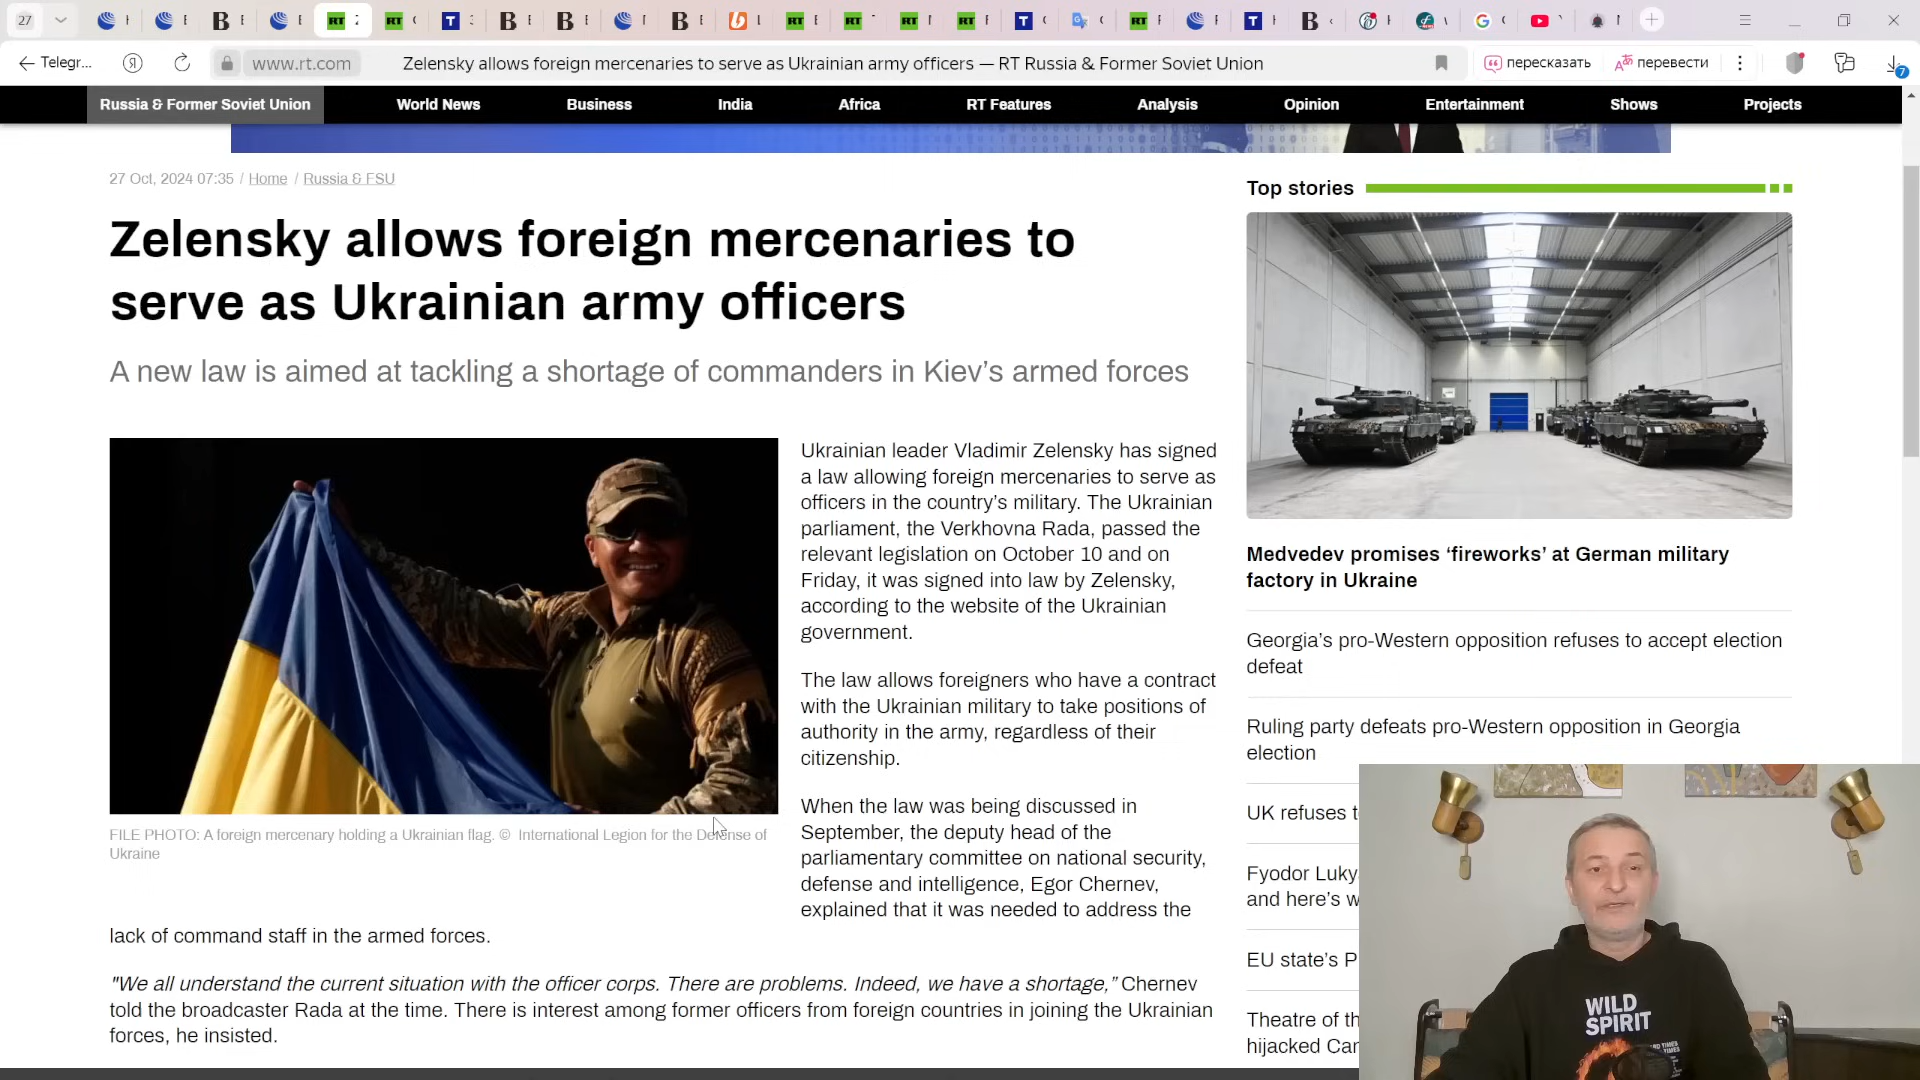 27
Telegr...
www.rt.com
Zelensky allows foreign mercenaries to serve as Ukrainian army officers — RT Russia & Former Soviet Union
пересказать
перевести
7
Russia & Former Soviet Union
World News
Business
India
Africa
RT Features
Analysis
Opinion
Entertainment
Shows
Projects
27 Oct, 2024 07:35 / Home / Russia & FSU
Zelensky allows foreign mercenaries to
serve as Ukrainian army officers
A new law is aimed at tackling a shortage of commanders in Kiev’s armed forces
FILE PHOTO: A foreign mercenary holding a Ukrainian flag. © International Legion for the Defense of
Ukraine
Ukrainian leader Vladimir Zelensky has signed
a law allowing foreign mercenaries to serve as
officers in the country’s military. The Ukrainian
parliament, the Verkhovna Rada, passed the
relevant legislation on October 10 and on
Friday, it was signed into law by Zelensky,
according to the website of the Ukrainian
government.
The law allows foreigners who have a contract
with the Ukrainian military to take positions of
authority in the army, regardless of their
citizenship.
When the law was being discussed in
September, the deputy head of the
parliamentary committee on national security,
defense and intelligence, Egor Chernev,
explained that it was needed to address the
lack of command staff in the armed forces.
"We all understand the current situation with the officer corps. There are problems. Indeed, we have a shortage,” Chernev
told the broadcaster Rada at the time. There is interest among former officers from foreign countries in joining the Ukrainian
forces, he insisted.
Top stories
Medvedev promises ‘fireworks’ at German military
factory in Ukraine
Georgia’s pro-Western opposition refuses to accept election
defeat
Ruling party defeats pro-Western opposition in Georgia
election
UK refuses
Fyodor
and here’s
EU state’s
Theatre of
hijacked
WILD
SPIRIT